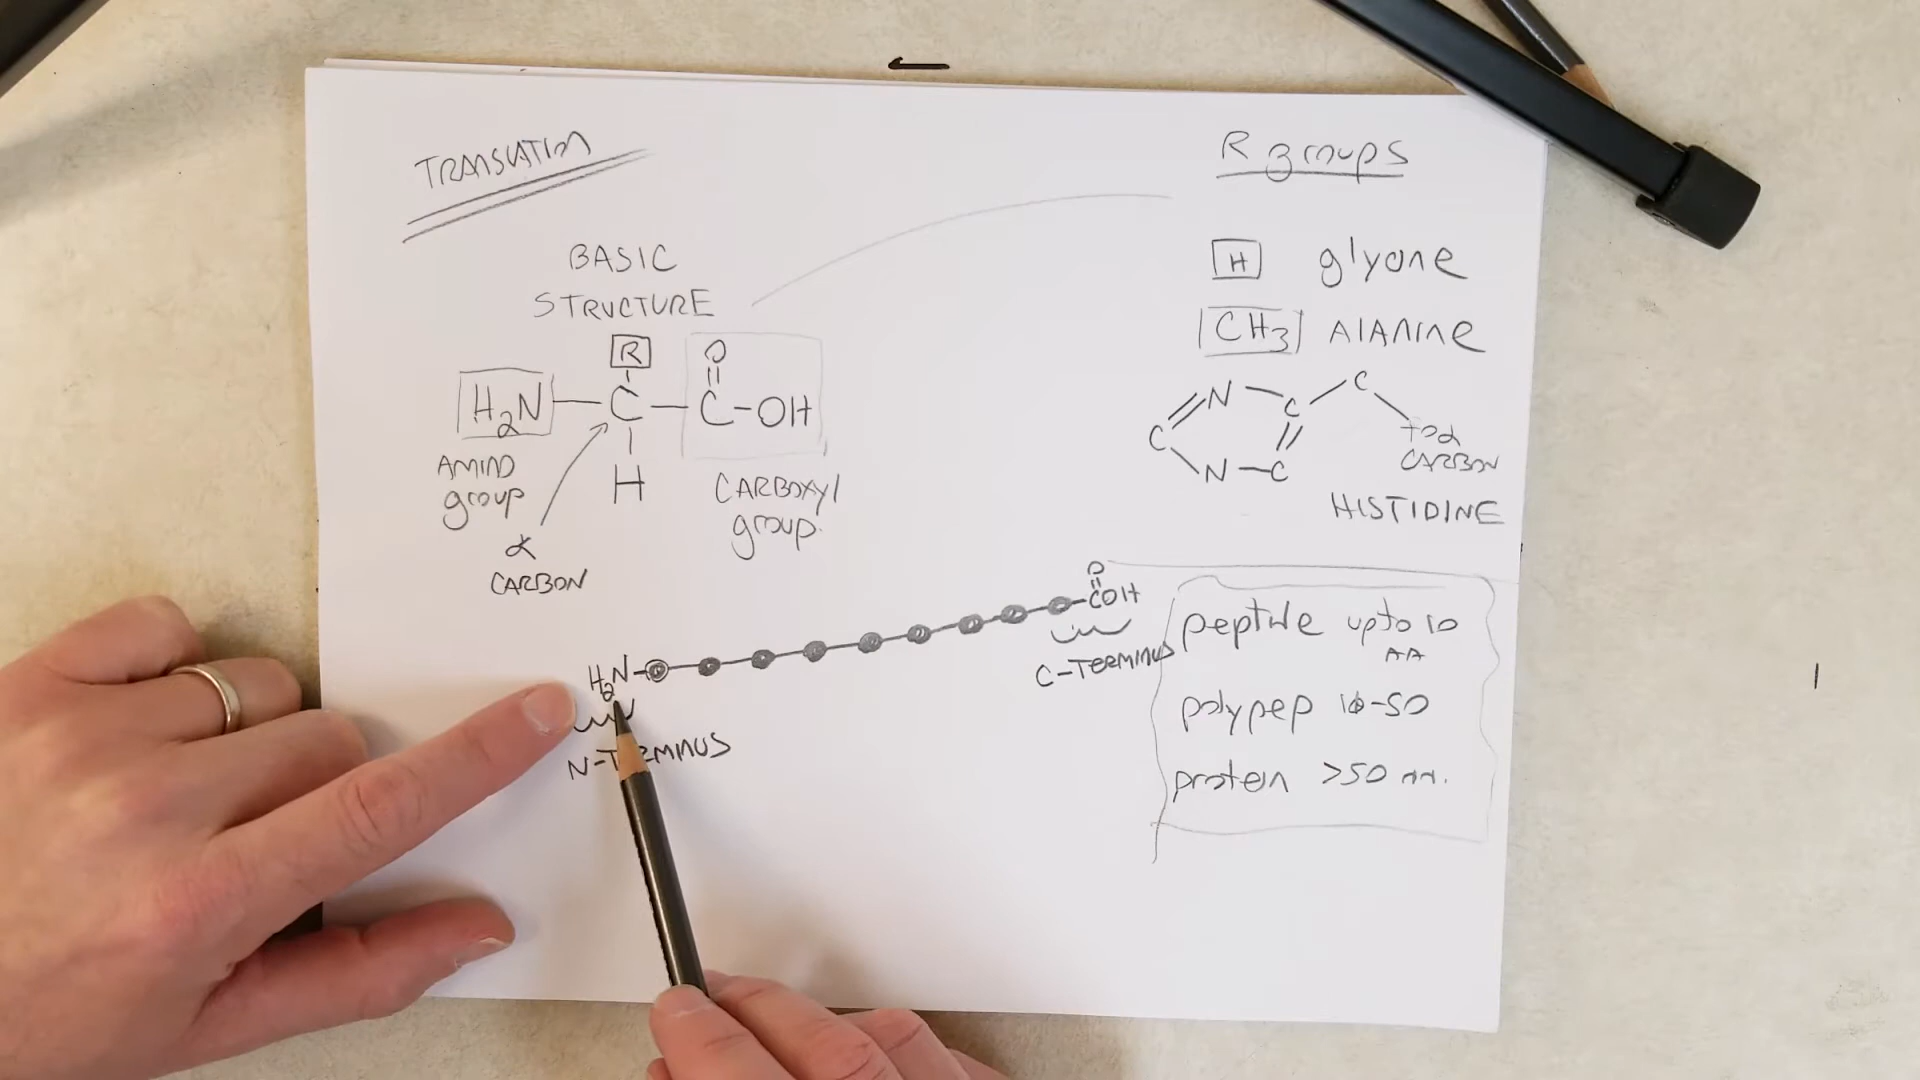 TRANSLATION
BASIC
STRUCTURE
R
O
H2N C C-OH
H
AMINO
group
α
CARBON
CARBOXYl
group.
R groups
H glycine
CH3 AlAnine
N C C
C
N C
to α
CARBON
HISTIDINE
H2N
N-TERMINUS
O
COH
C-TERMINUS
peptide up to 10
AA
polypep 10-50
protein >50 AA.